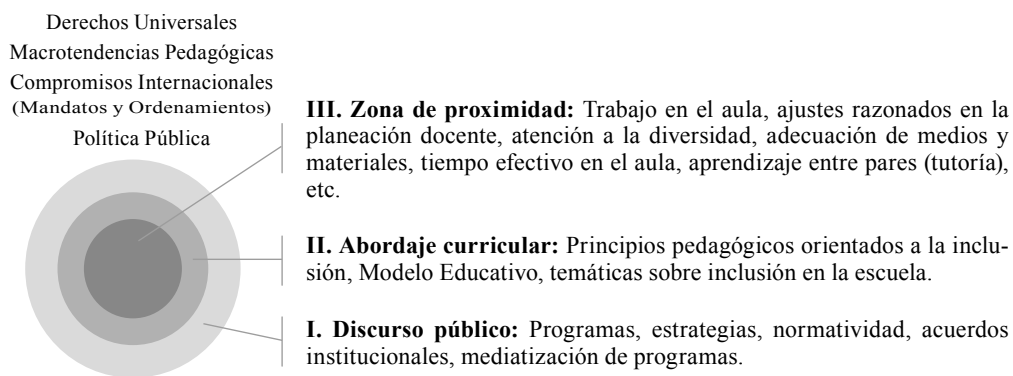 Derechos Universales
Macrotendencias Pedagógicas
Compromisos Internacionales
(Mandatos y Ordenamientos)
Política Pública
III. Zona de proximidad: Trabajo en el aula, ajustes razonados en la
planeación docente, atención a la diversidad, adecuación de medios y
materiales, tiempo efectivo en el aula, aprendizaje entre pares (tutoría),
etc.
II. Abordaje curricular: Principios pedagógicos orientados a la inclu-
sión, Modelo Educativo, temáticas sobre inclusión en la escuela.
I. Discurso público: Programas, estrategias, normatividad, acuerdos
institucionales, mediatización de programas.